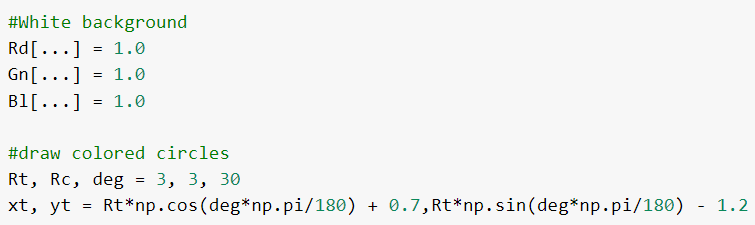 #White background
Rd[...] = 1.0
Gn[...] = 1.0
Bl[...] = 1.0
#draw colored circles
Rt, Rc, deg = 3, 3, 30
xt, yt = Rt*np.cos(deg*np.pi/180) + 0.7,Rt*np.sin(deg*np.pi/180) - 1.2